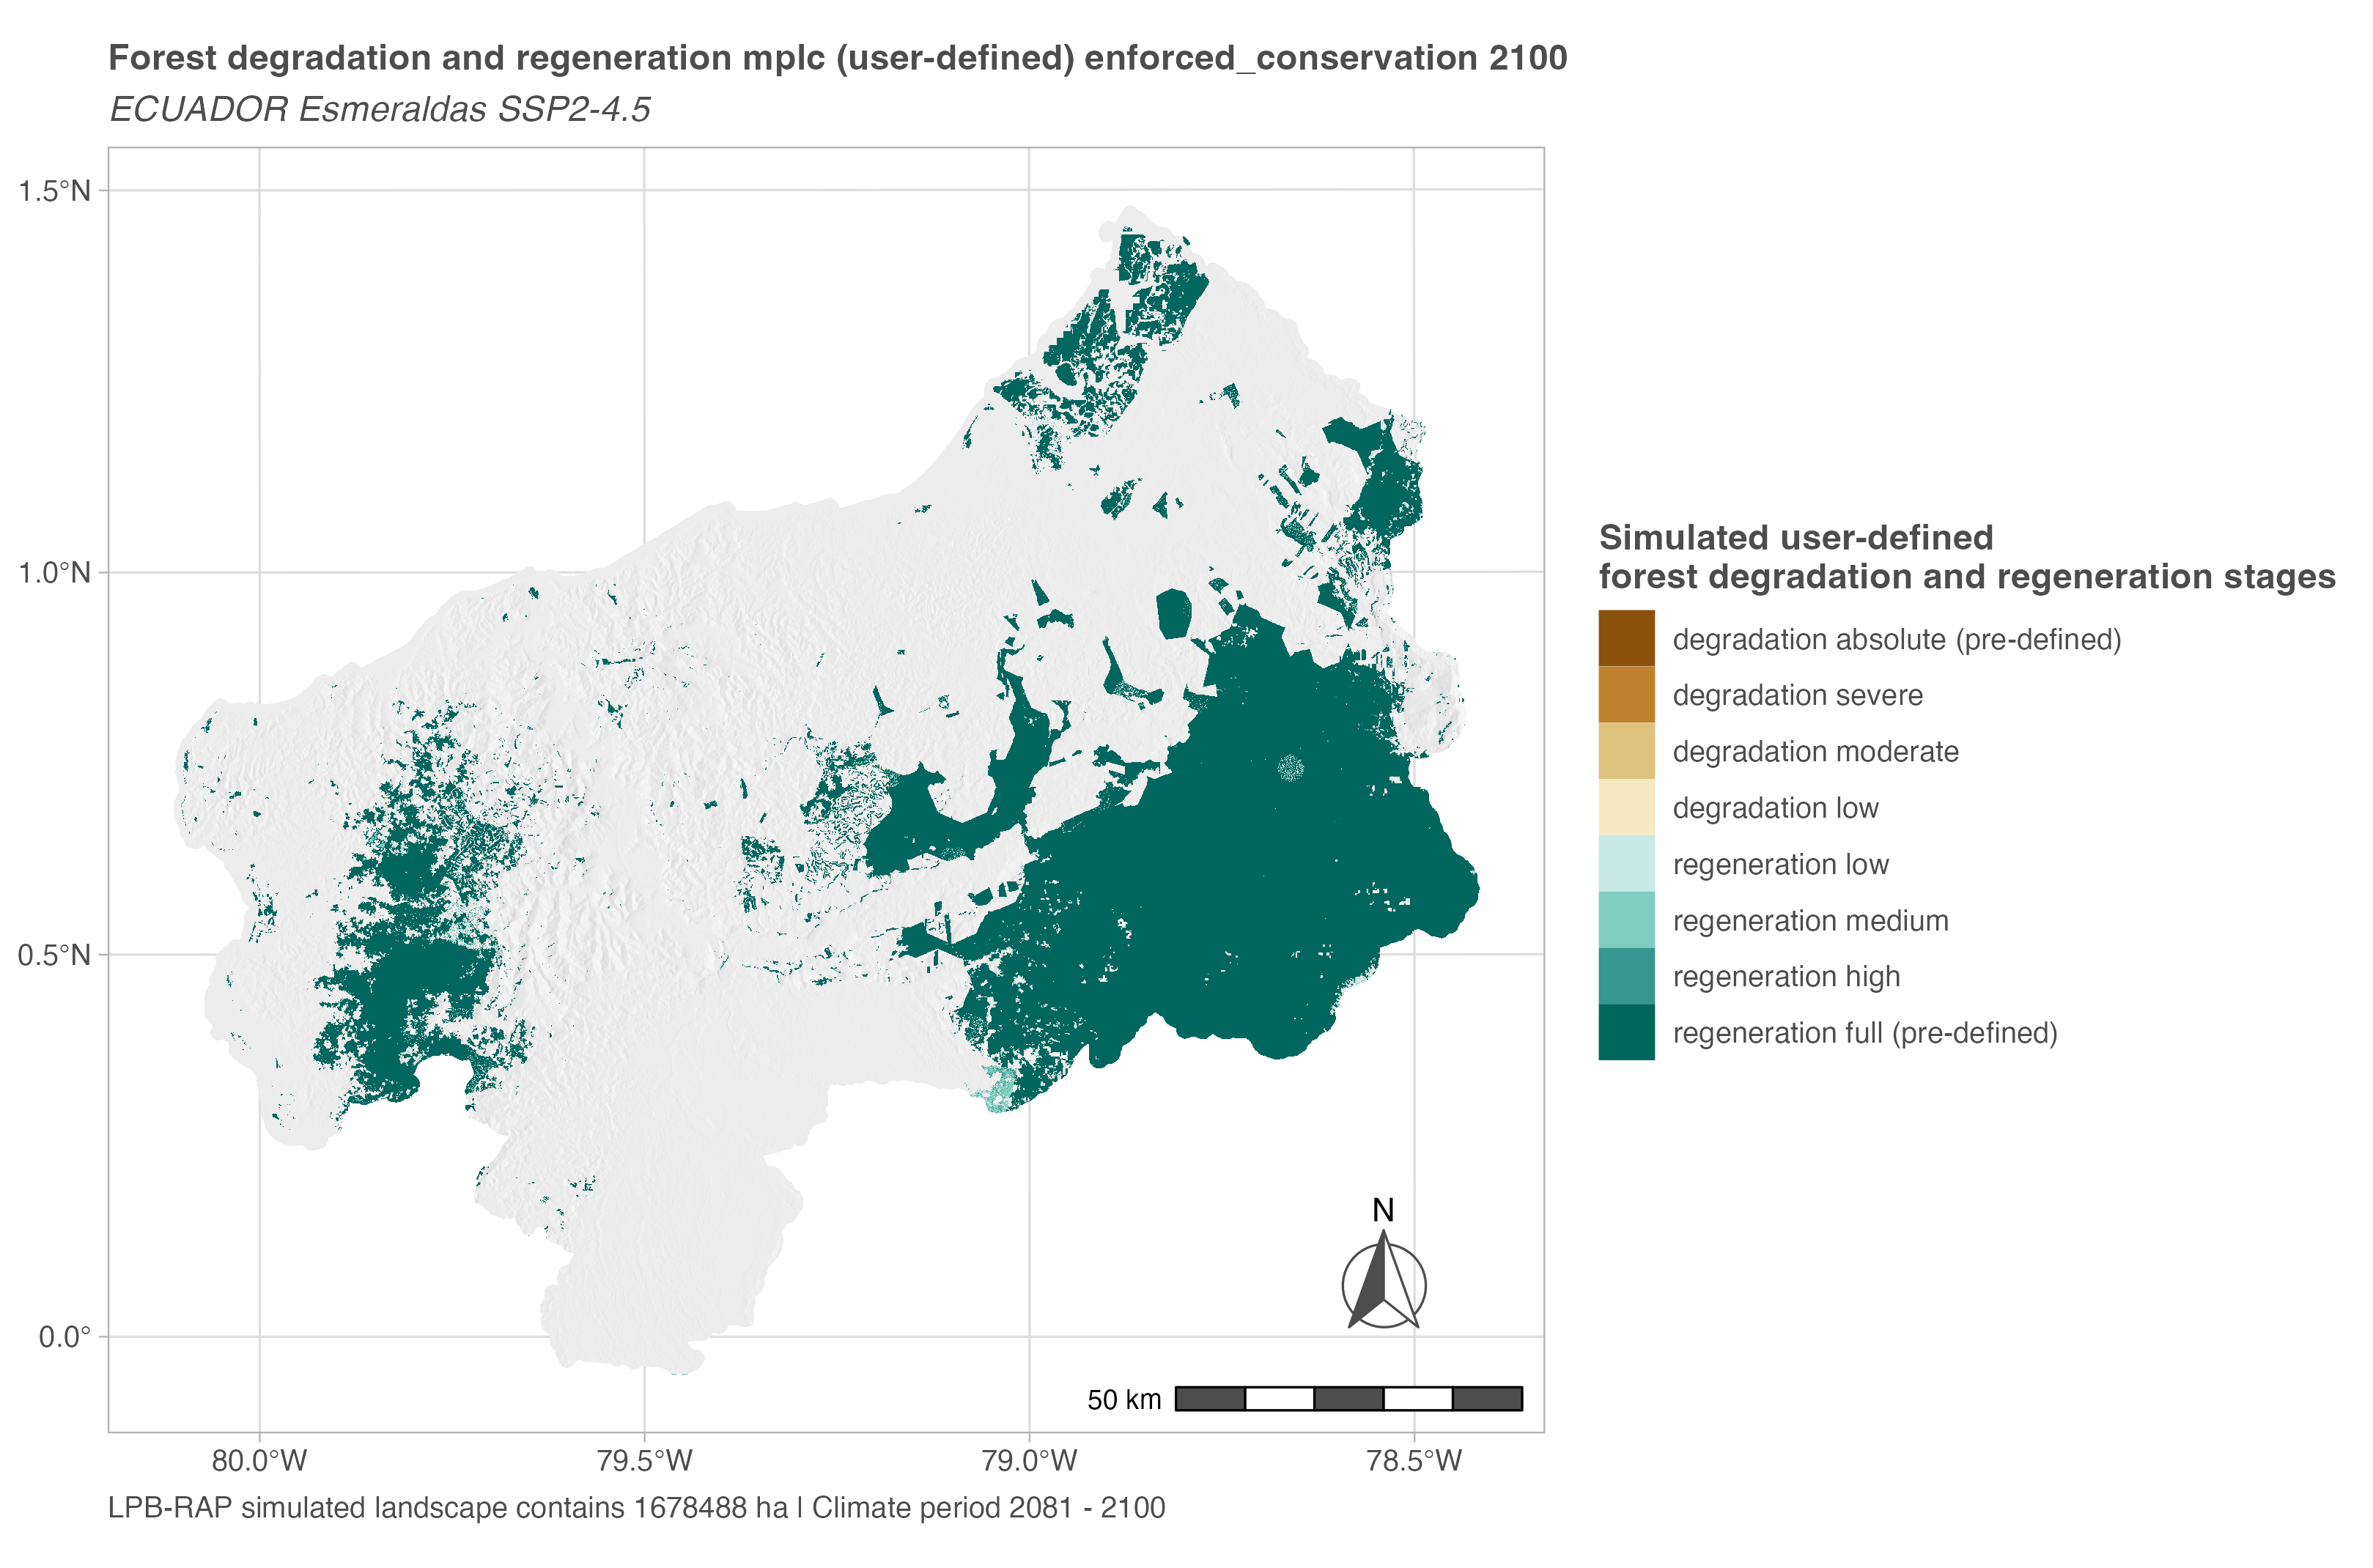 Forest degradation and regeneration mplc (user-defined) enforced_conservation 2100
ECUADOR Esmeraldas SSP2-4.5
1.5°N
1.0°N
0.5°N
0.0°
80.0°W
79.5°W
79.0°W
78.5°W
N
50 km
Simulated user-defined
forest degradation and regeneration stages
degradation absolute (pre-defined)
degradation severe
degradation moderate
degradation low
regeneration low
regeneration medium
regeneration high
regeneration full (pre-defined)
LPB-RAP simulated landscape contains 1678488 ha | Climate period 2081 - 2100